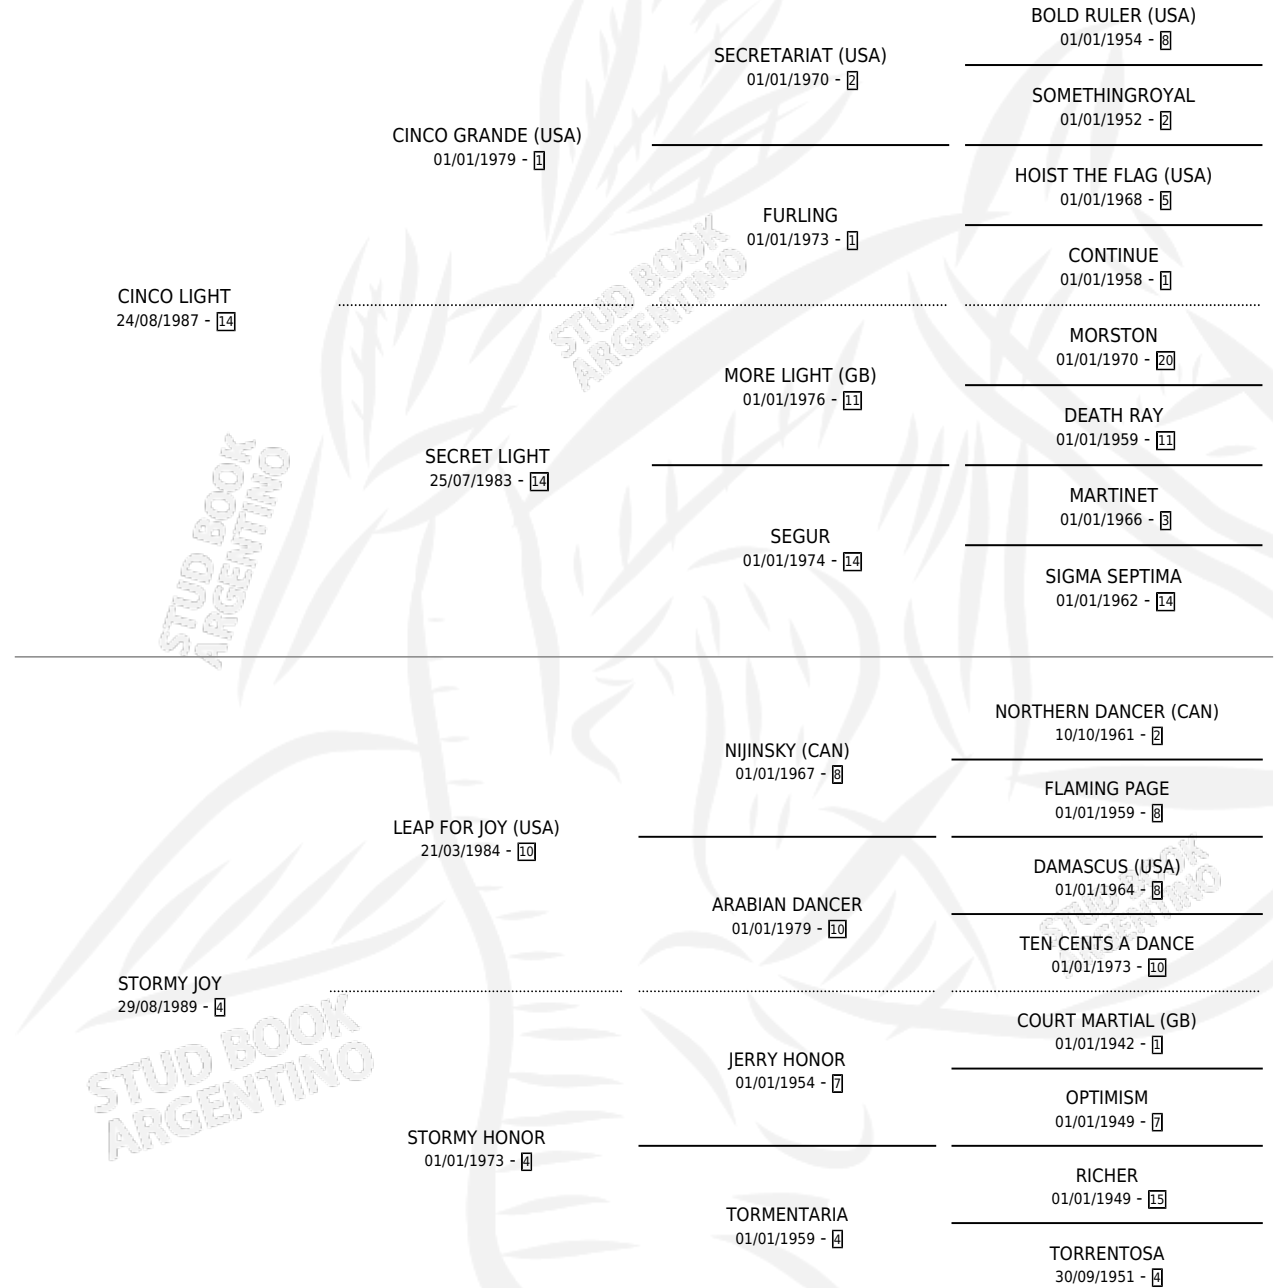 BOLD RULER (USA)
01/01/1954 - 8
SECRETARIAT (USA)
01/01/1970 - 2
SOMETHINGROYAL
01/01/1952 - 2
CINCO GRANDE (USA)
01/01/1979 - 1
HOIST THE FLAG (USA)
01/01/1968 - 5
FURLING
01/01/1973 - 1
CONTINUE
01/01/1958 - 1
CINCO LIGHT
24/08/1987 - 14
STUD BOOK
ARGENTINO
MORSTON
01/01/1970 - 20
MORE LIGHT (GB)
01/01/1976 - 11
DEATH RAY
01/01/1959 - 11
SECRET LIGHT
25/07/1983 - 14
MARTINET
01/01/1966 - 3
SEGUR
01/01/1974 - 14
SIGMA SEPTIMA
01/01/1962 - 14
STUD BOOK
ARGENTINO
NORTHERN DANCER (CAN)
10/10/1961 - 2
NIJINSKY (CAN)
01/01/1967 - 8
FLAMING PAGE
01/01/1959 - 8
LEAP FOR JOY (USA)
21/03/1984 - 10
DAMASCUS (USA)
01/01/1964 - 8
ARABIAN DANCER
01/01/1979 - 10
STUD BOOK
ARGENTINO
TEN CENTS A DANCE
01/01/1973 - 10
STORMY JOY
29/08/1989 - 4
COURT MARTIAL (GB)
01/01/1942 - 1
STUD BOOK
ARGENTINO
JERRY HONOR
01/01/1954 - 7
OPTIMISM
01/01/1949 - 7
STORMY HONOR
01/01/1973 - 4
RICHER
01/01/1949 - 15
TORMENTARIA
01/01/1959 - 4
TORRENTOSA
30/09/1951 - 4